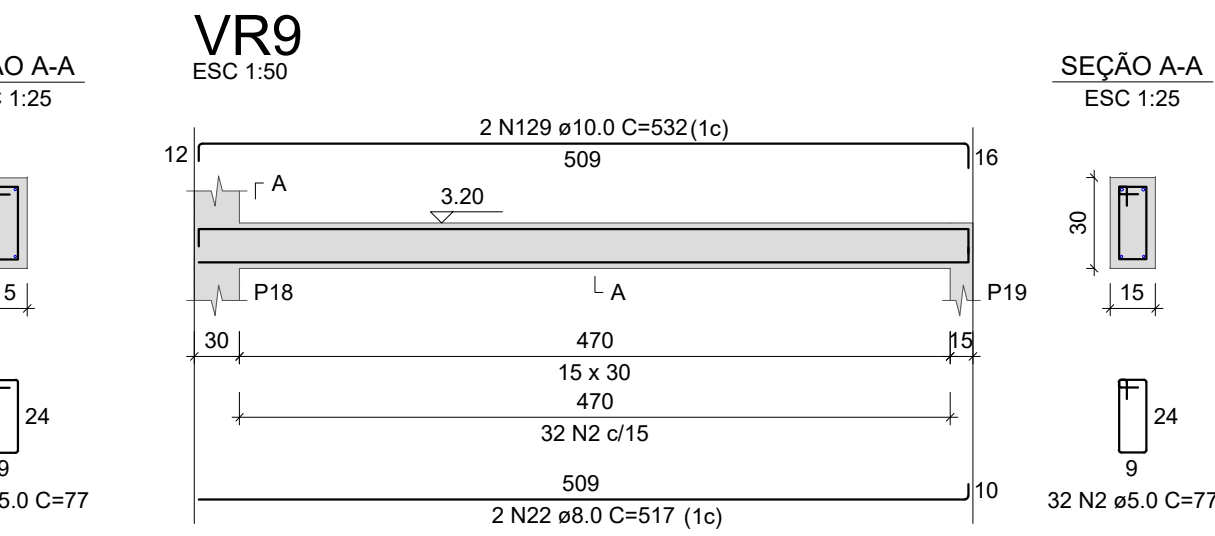 VR9
ESC 1:50
ÃO A-A
1:25
5
24
9
5.0 C=77
2 N129 ø10.0 C=532(1c)
12
509
16
A
3.20
A
P18
P19
30
470
15
15 x 30
470
32 N2 c/15
509
10
2 N22 ø8.0 C=517 (1c)
SEÇÃO A-A
ESC 1:25
30
15
24
9
32 N2 ø5.0 C=77